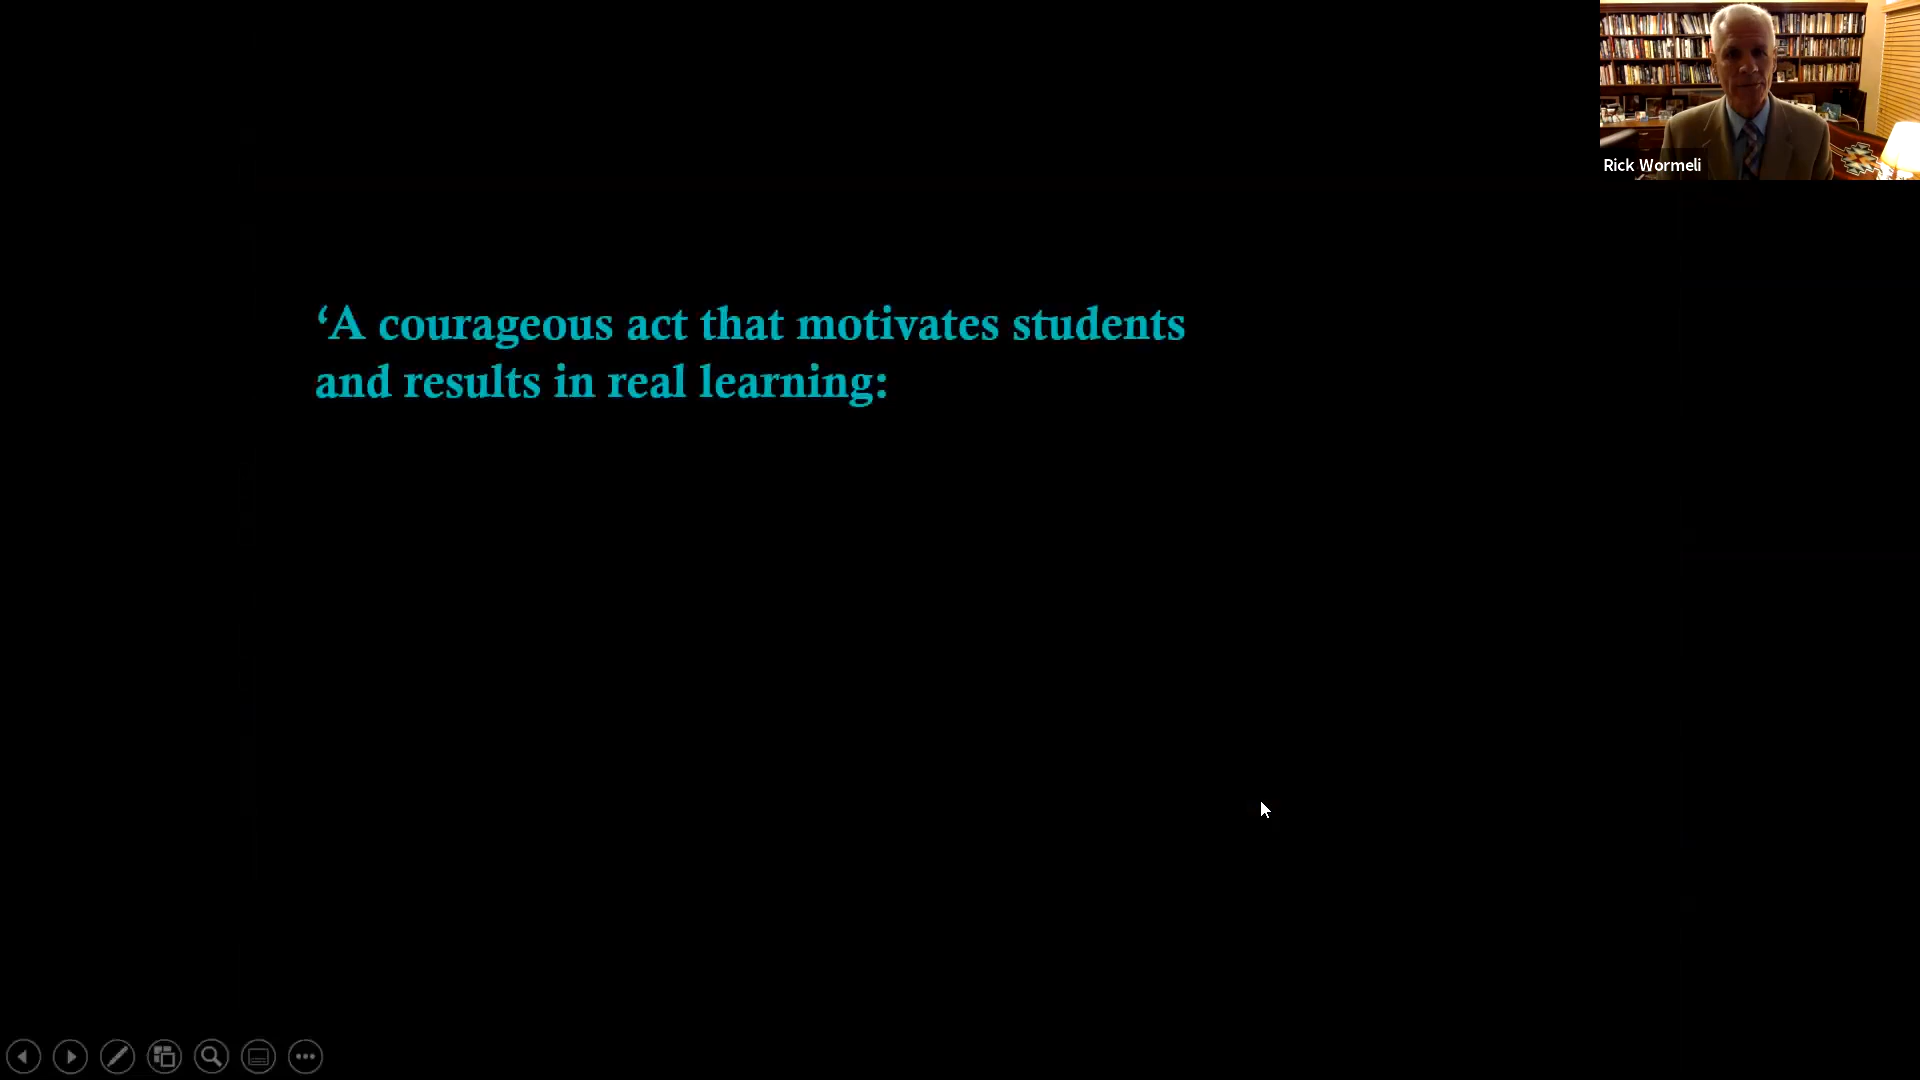 Rick Wormeli
‘A courageous act that motivates students
and results in real learning: